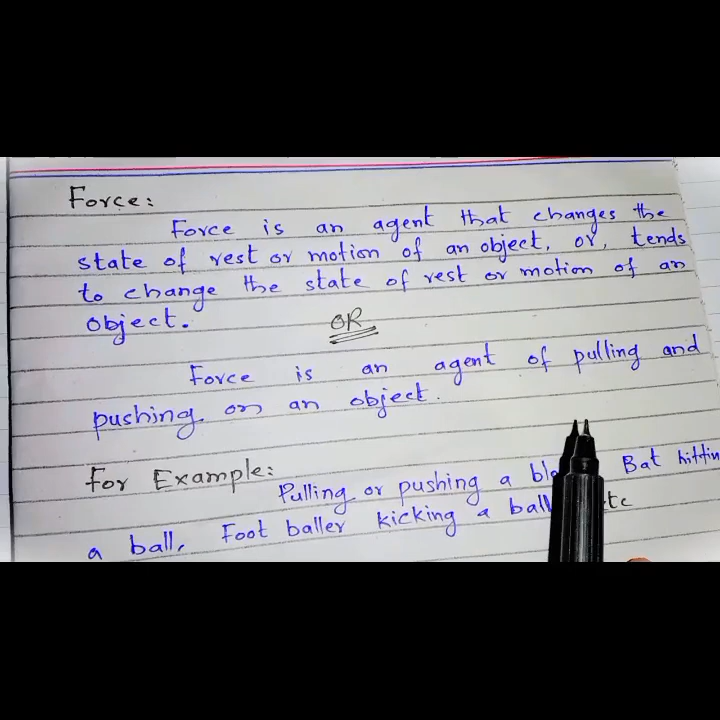 Force:
Force is an agent that changes the
state of rest or motion of an object, or, tends
to change the state of rest or motion of an
object.
OR
Force is an agent of pulling and
pushing on an object.
For Example:
Pulling or pushing a Bat hittin
a ball, Foot baller kicking a ball etc